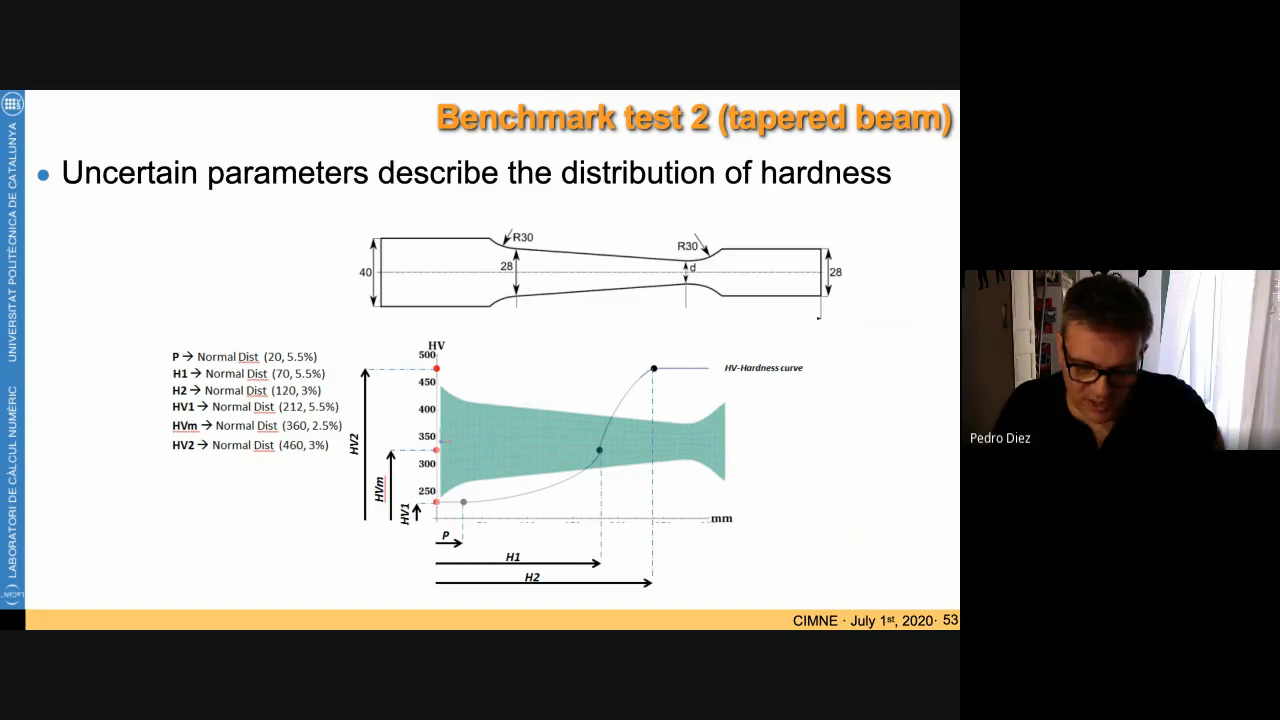 Benchmark test 2 (tapered beam)
Uncertain parameters describe the distribution of hardness
R30
R30
40
28
d
28
P → Normal Dist (20, 5.5%)
H1 → Normal Dist (70, 5.5%)
H2 → Normal Dist (120, 3%)
HV1 → Normal Dist (212, 5.5%)
HVm → Normal Dist (360, 2.5%)
HV2 → Normal Dist (460, 3%)
HV
500
450
400
350
300
250
HV-Hardness curve
HV2
HVm
HV1
mm
P
H1
H2
UNIVERSITAT POLITÈCNICA DE CATALUNYA
LABORATORI DE CÀLCUL NUMÈRIC
CIMNE · July 1st, 2020· 53
Pedro Diez